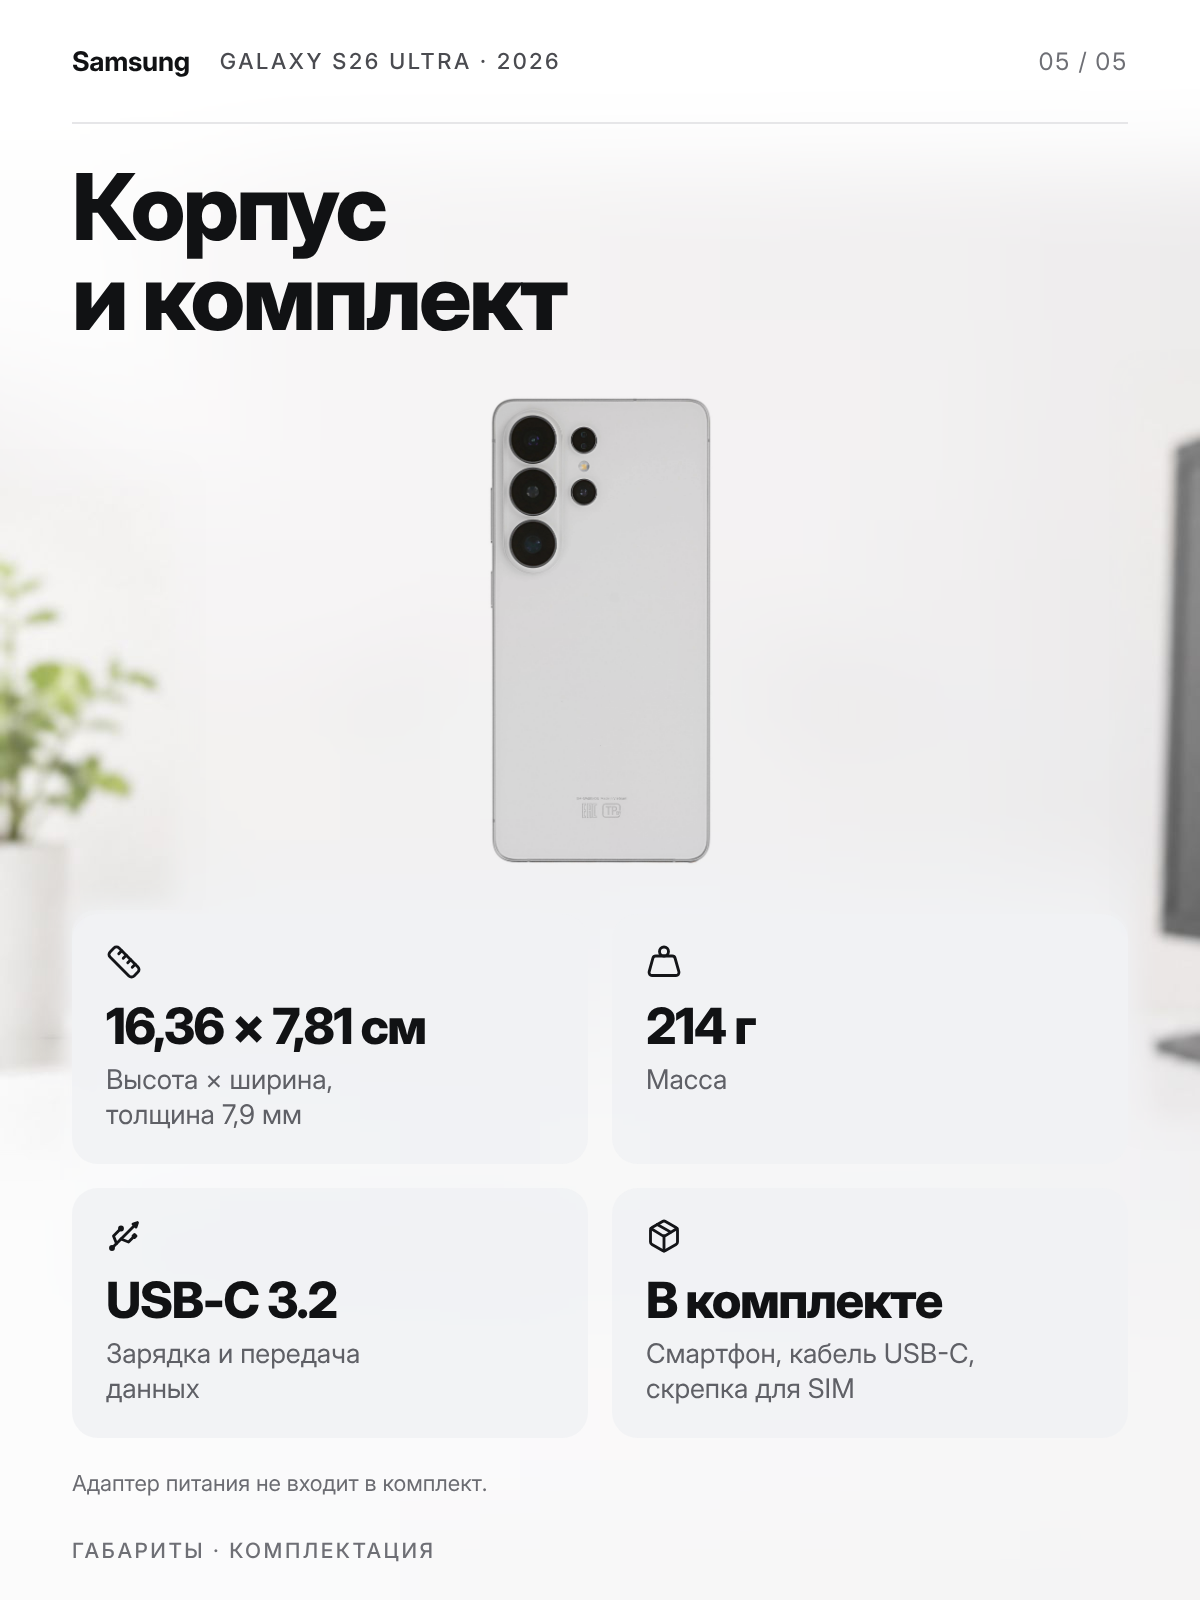 Samsung GALAXY S26 ULTRA · 2026 05 / 05
Корпус
и комплект
16,36 × 7,81 см
Высота × ширина,
толщина 7,9 мм
214 г
Масса
USB-C 3.2
Зарядка и передача
данных
В комплекте
Смартфон, кабель USB-C,
скрепка для SIM
Адаптер питания не входит в комплект.
ГАБАРИТЫ · КОМПЛЕКТАЦИЯ